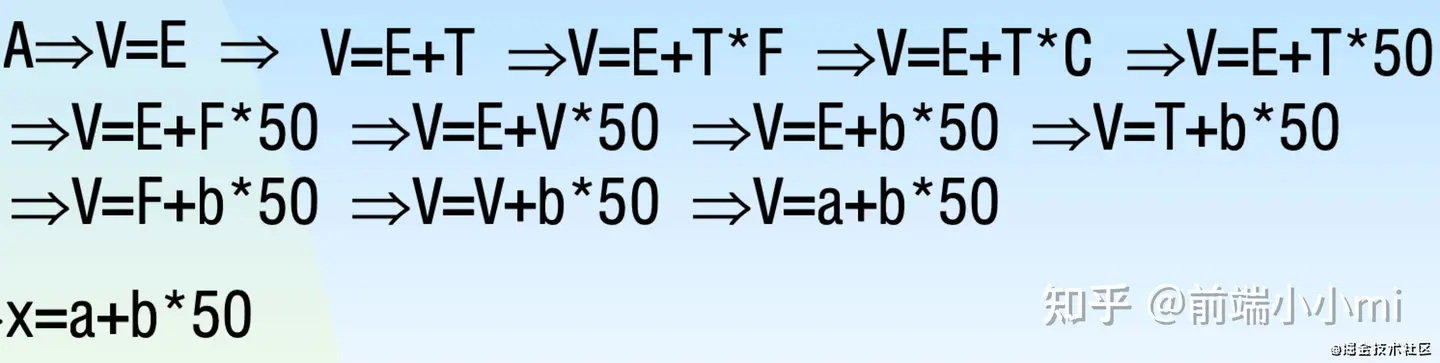 A⇒V=E ⇒ V=E+T ⇒V=E+T*F ⇒V=E+T*C ⇒V=E+T*50
⇒V=E+F*50 ⇒V=E+V*50 ⇒V=E+b*50 ⇒V=T+b*50
⇒V=F+b*50 ⇒V=V+b*50 ⇒V=a+b*50
x=a+b*50
知乎 @前端小小mi
@掘金技术社区